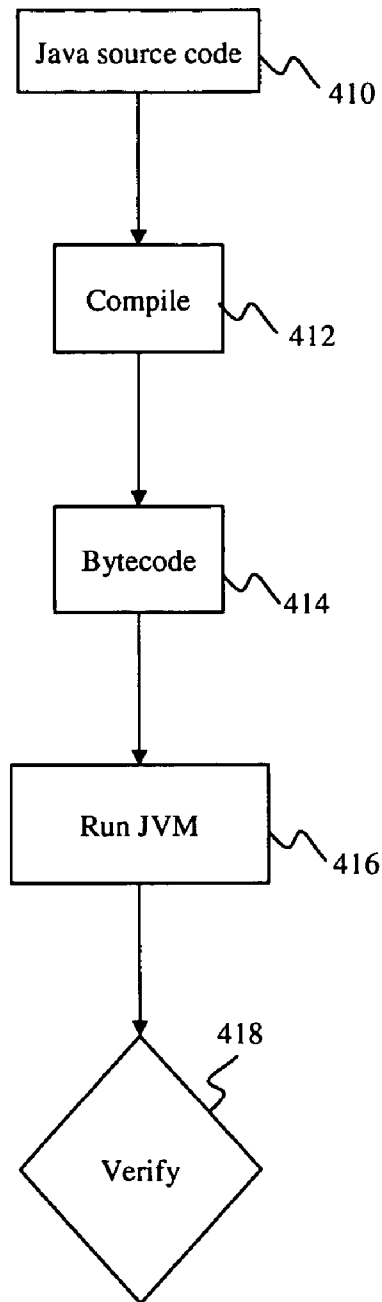 Java source code
410
Compile
412
Bytecode
414
Run JVM
416
418
Verify